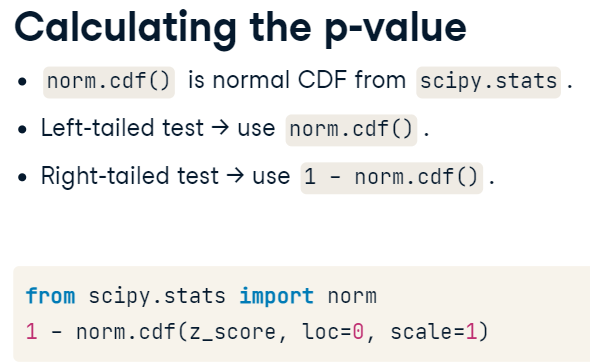 Calculating the p-value
• norm.cdf() is normal CDF from scipy.stats .
• Left-tailed test → use norm.cdf() .
• Right-tailed test → use 1 - norm.cdf() .
from scipy.stats import norm
1 - norm.cdf(z_score, loc=0, scale=1)